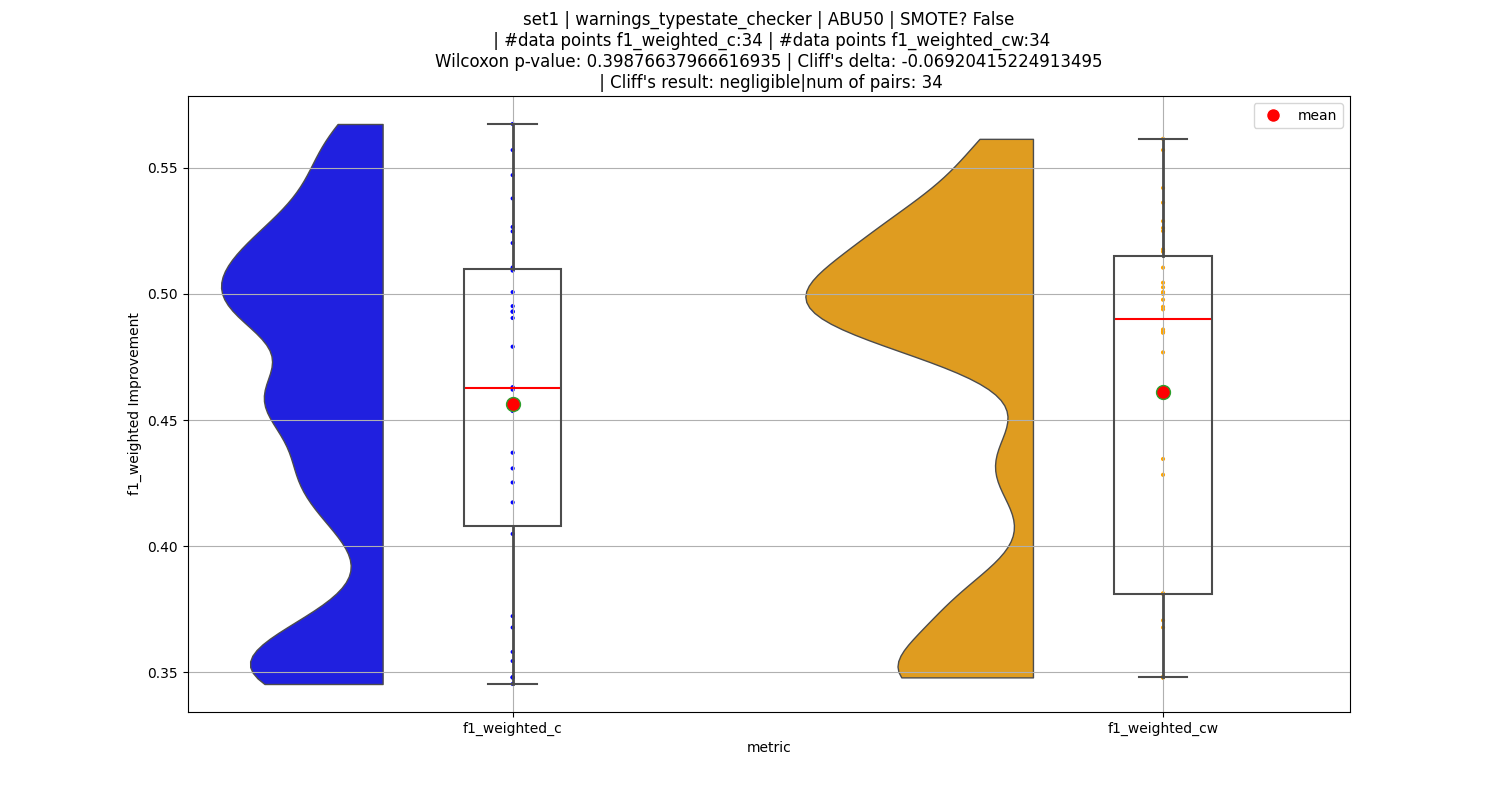 set1 | warnings_typestate_checker | ABU50 | SMOTE? False
| #data points f1_weighted_c:34 | #data points f1_weighted_cw:34
Wilcoxon p-value: 0.39876637966616935 | Cliff's delta: -0.06920415224913495
| Cliff's result: negligible|num of pairs: 34
mean
0.55
0.50
0.45
0.40
0.35
f1_weighted Improvement
f1_weighted_c
f1_weighted_cw
metric